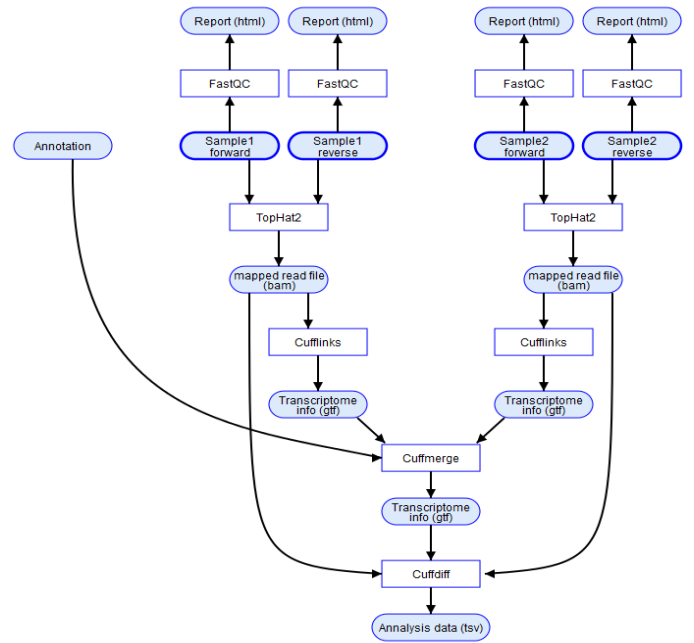 Report (html)
Report (html)
Report (html)
Report (html)
FastQC
FastQC
FastQC
FastQC
Annotation
Sample1
forward
Sample1
reverse
Sample2
forward
Sample2
reverse
TopHat2
TopHat2
mapped read file
(bam)
mapped read file
(bam)
Cufflinks
Cufflinks
Transcriptome
info (gtf)
Transcriptome
info (gtf)
Cuffmerge
Transcriptome
info (gtf)
Cuffdiff
Annalysis data (tsv)